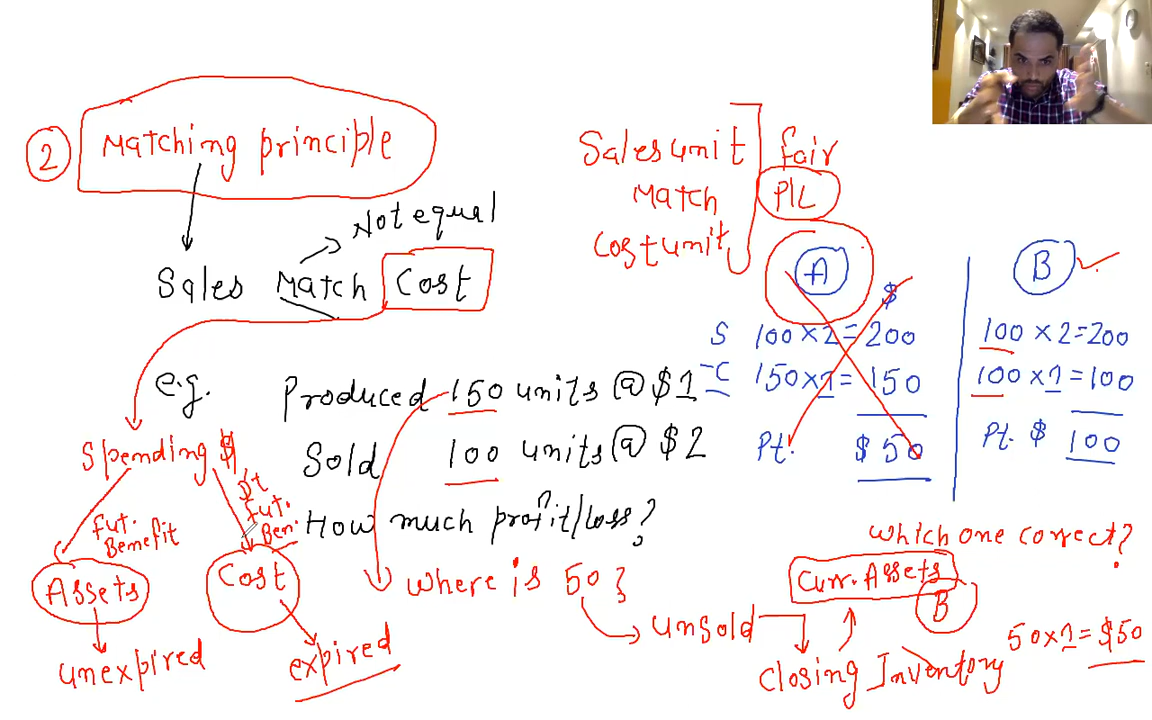 2
Matching principle
Sales Match Cost
Not equal
e.g.
Produced 150 units @ $1
Sold 100 units @ $2
How much profit/loss?
Spending $
Fut. Benefit
Fut. Ben.
Assets
Cost
unexpired
expired
Where is 50?
unsold
Closing Inventory
50 x 1 = $50
Curr. Assets
B
Which one correct?
Sales unit
Match
Cost unit
fair
P/L
A
$
S 100 x 2 = 200
-C 150 x 1 = 150
Pt. $ 50
B
100 x 2 = 200
100 x 1 = 100
Pt. $ 100